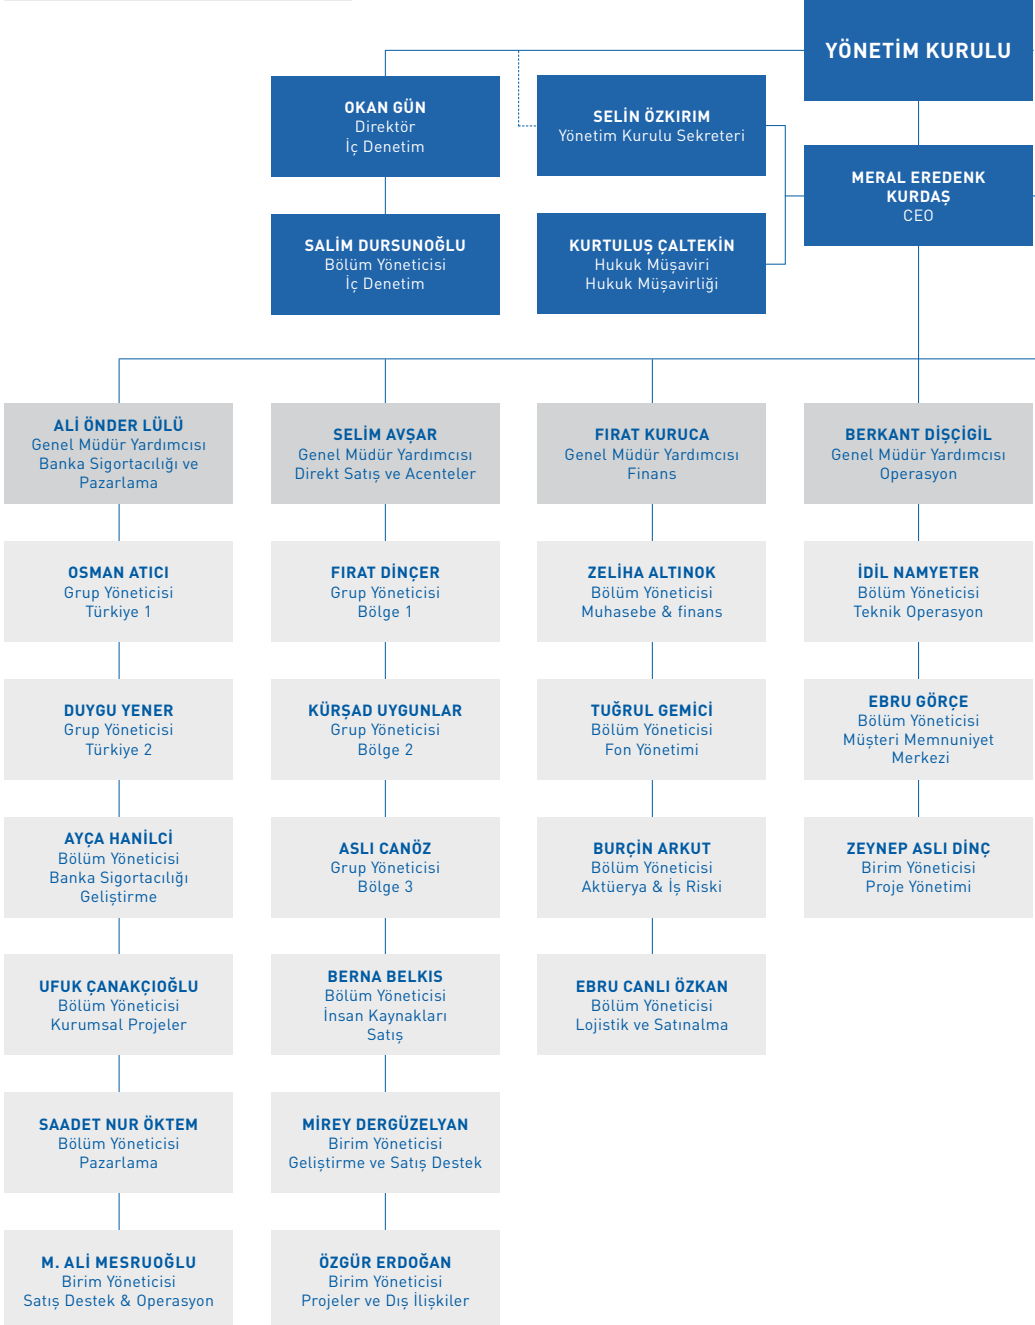 YÖNETİM KURULU
OKAN GÜN
Direktör
İç Denetim
SELİN ÖZKIRIM
Yönetim Kurulu Sekreteri
MERAL EREDENK
KURDAŞ
CEO
SALİM DURSUNOĞLU
Bölüm Yöneticisi
İç Denetim
KURTULUŞ ÇALTEKİN
Hukuk Müşaviri
Hukuk Müşavirliği
ALİ ÖNDER LÜLÜ
Genel Müdür Yardımcısı
Banka Sigortacılığı ve
Pazarlama
SELİM AVŞAR
Genel Müdür Yardımcısı
Direkt Satış ve Acenteler
FIRAT KURUCA
Genel Müdür Yardımcısı
Finans
BERKANT DİŞÇİGİL
Genel Müdür Yardımcısı
Operasyon
OSMAN ATICI
Grup Yöneticisi
Türkiye 1
FIRAT DİNÇER
Grup Yöneticisi
Bölge 1
ZELİHA ALTINOK
Bölüm Yöneticisi
Muhasebe & finans
İDİL NAMYETER
Bölüm Yöneticisi
Teknik Operasyon
DUYGU YENER
Grup Yöneticisi
Türkiye 2
KÜRŞAD UYGUNLAR
Grup Yöneticisi
Bölge 2
TUĞRUL GEMİCİ
Bölüm Yöneticisi
Fon Yönetimi
EBRU GÖRÇE
Bölüm Yöneticisi
Müşteri Memnuniyet
Merkezi
AYÇA HANİLCİ
Bölüm Yöneticisi
Banka Sigortacılığı
Geliştirme
ASLI CANÖZ
Grup Yöneticisi
Bölge 3
BURÇİN ARKUT
Bölüm Yöneticisi
Aktüerya & İş Riski
ZEYNEP ASLI DİNÇ
Birim Yöneticisi
Proje Yönetimi
UFUK ÇANAKÇIOĞLU
Bölüm Yöneticisi
Kurumsal Projeler
BERNA BELKIS
Bölüm Yöneticisi
İnsan Kaynakları
Satış
EBRU CANLI ÖZKAN
Bölüm Yöneticisi
Lojistik ve Satınalma
SAADET NUR ÖKTEM
Bölüm Yöneticisi
Pazarlama
MİREY DERGÜZELYAN
Birim Yöneticisi
Geliştirme ve Satış Destek
M. ALİ MESRUOĞLU
Birim Yöneticisi
Satış Destek & Operasyon
ÖZGÜR ERDOĞAN
Birim Yöneticisi
Projeler ve Dış İlişkiler